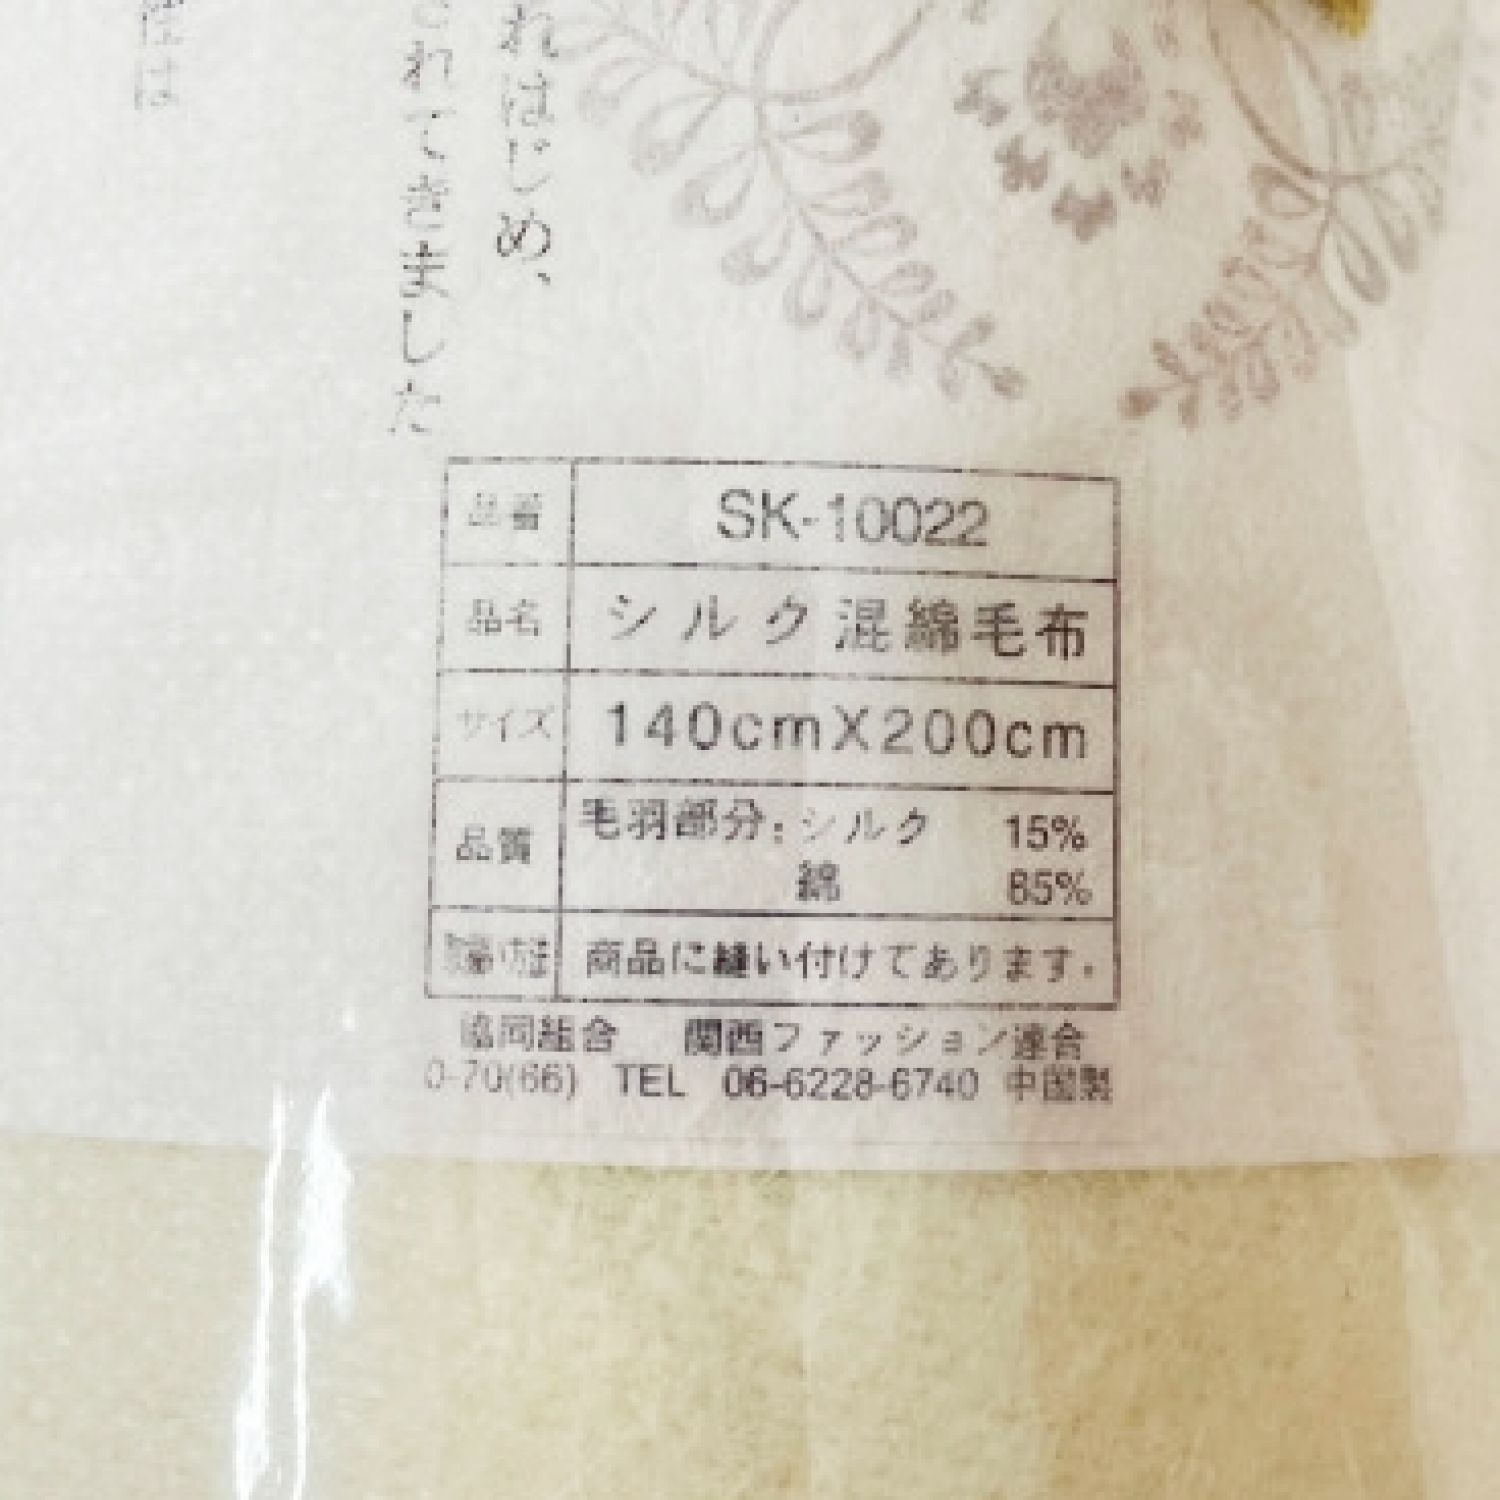 れはじめ、
われてきました
品番 SK-10022
品名 シルク混綿毛布
サイズ 140cmX200cm
品質 毛羽部分:シルク 15%
綿 85%
商品に縫い付けてあります.
協同組合 関西ファッション連合
0-70(66) TEL 06-6228-6740 中国製